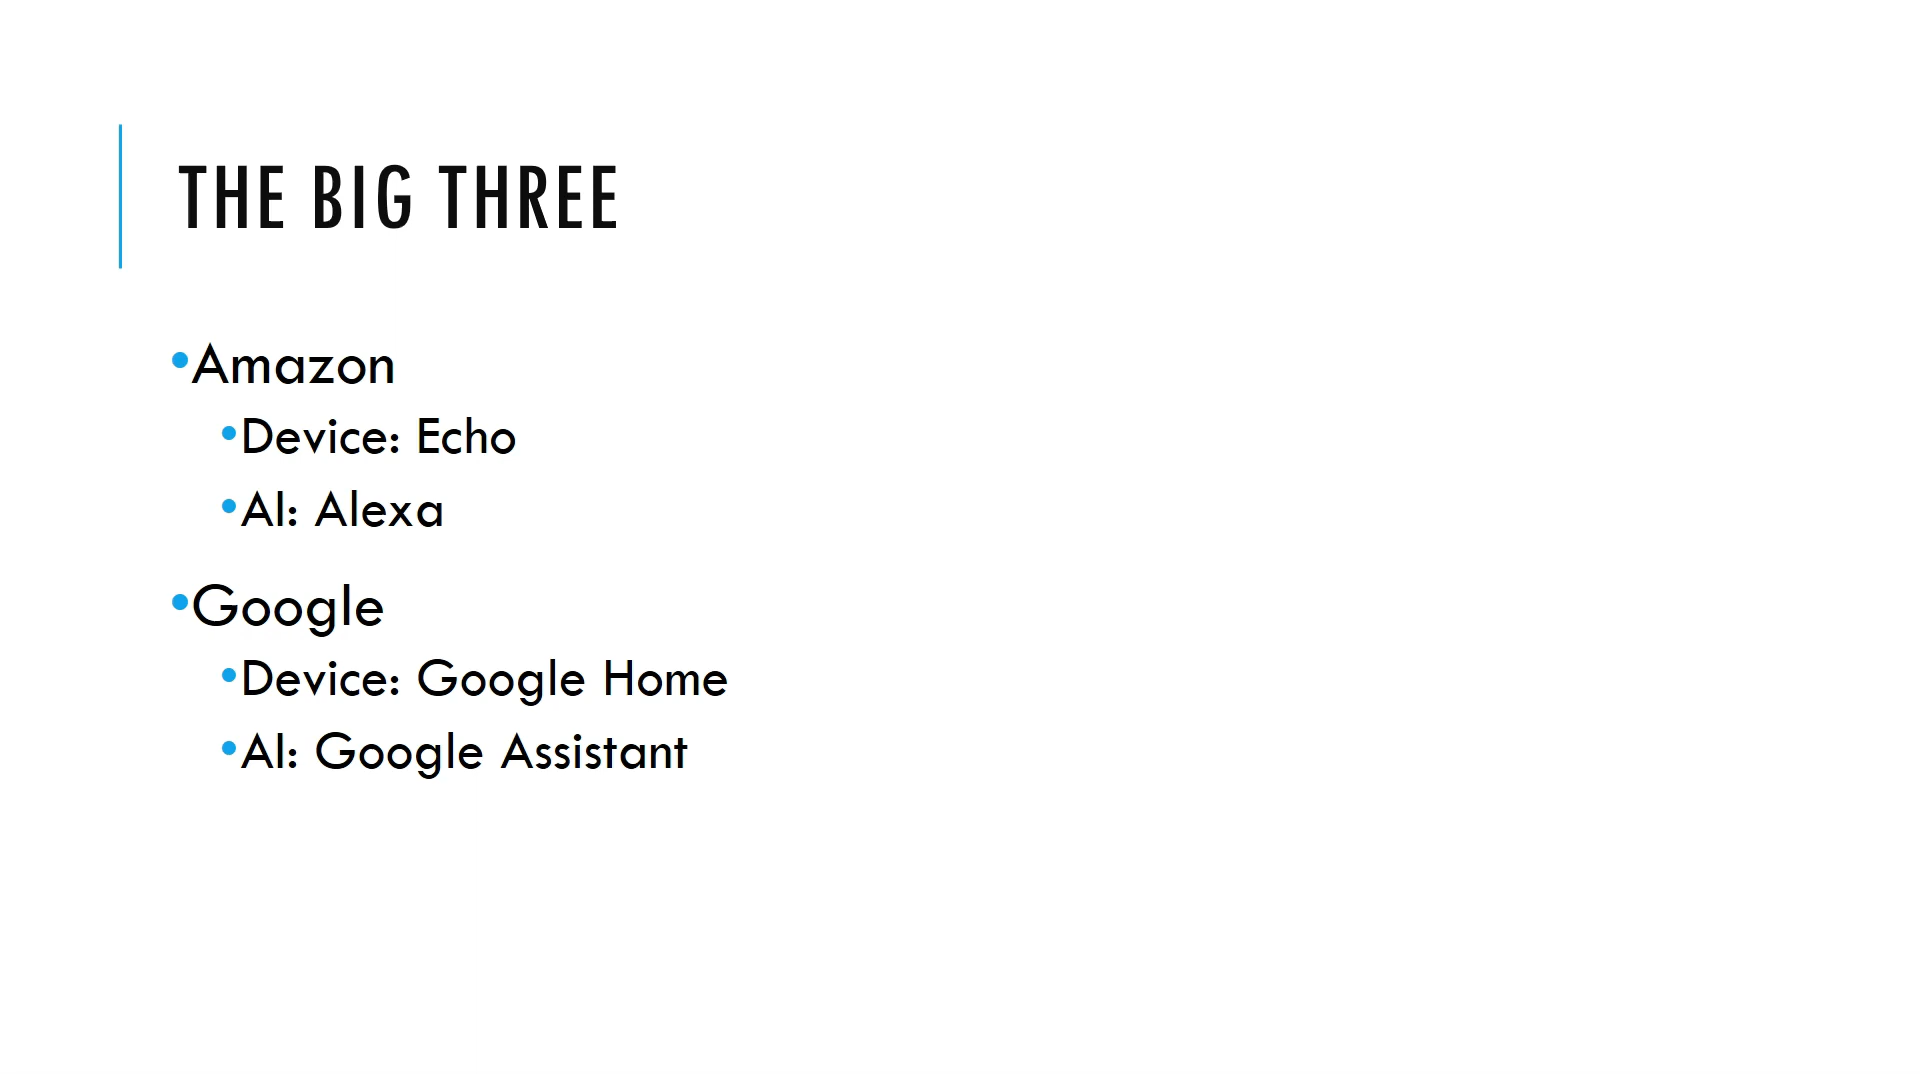 THE BIG THREE
•Amazon
•Device: Echo
•AI: Alexa
•Google
•Device: Google Home
•AI: Google Assistant